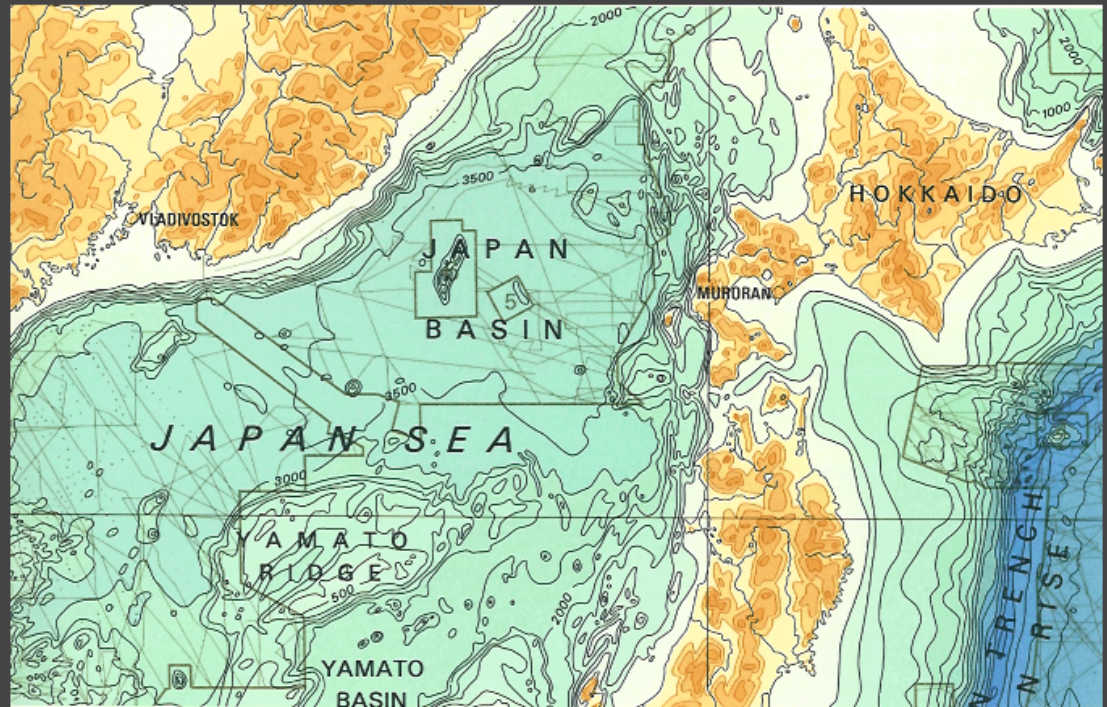 2000
2000
1000
3500
HOKKAIDO
VLADIVOSTOK
JAPAN
5
MURORAN
BASIN
3500
JAPAN SEA
3000
YAMATO
RIDGE
500
2000
TRENCH
RISE
YAMATO
BASIN
N
N